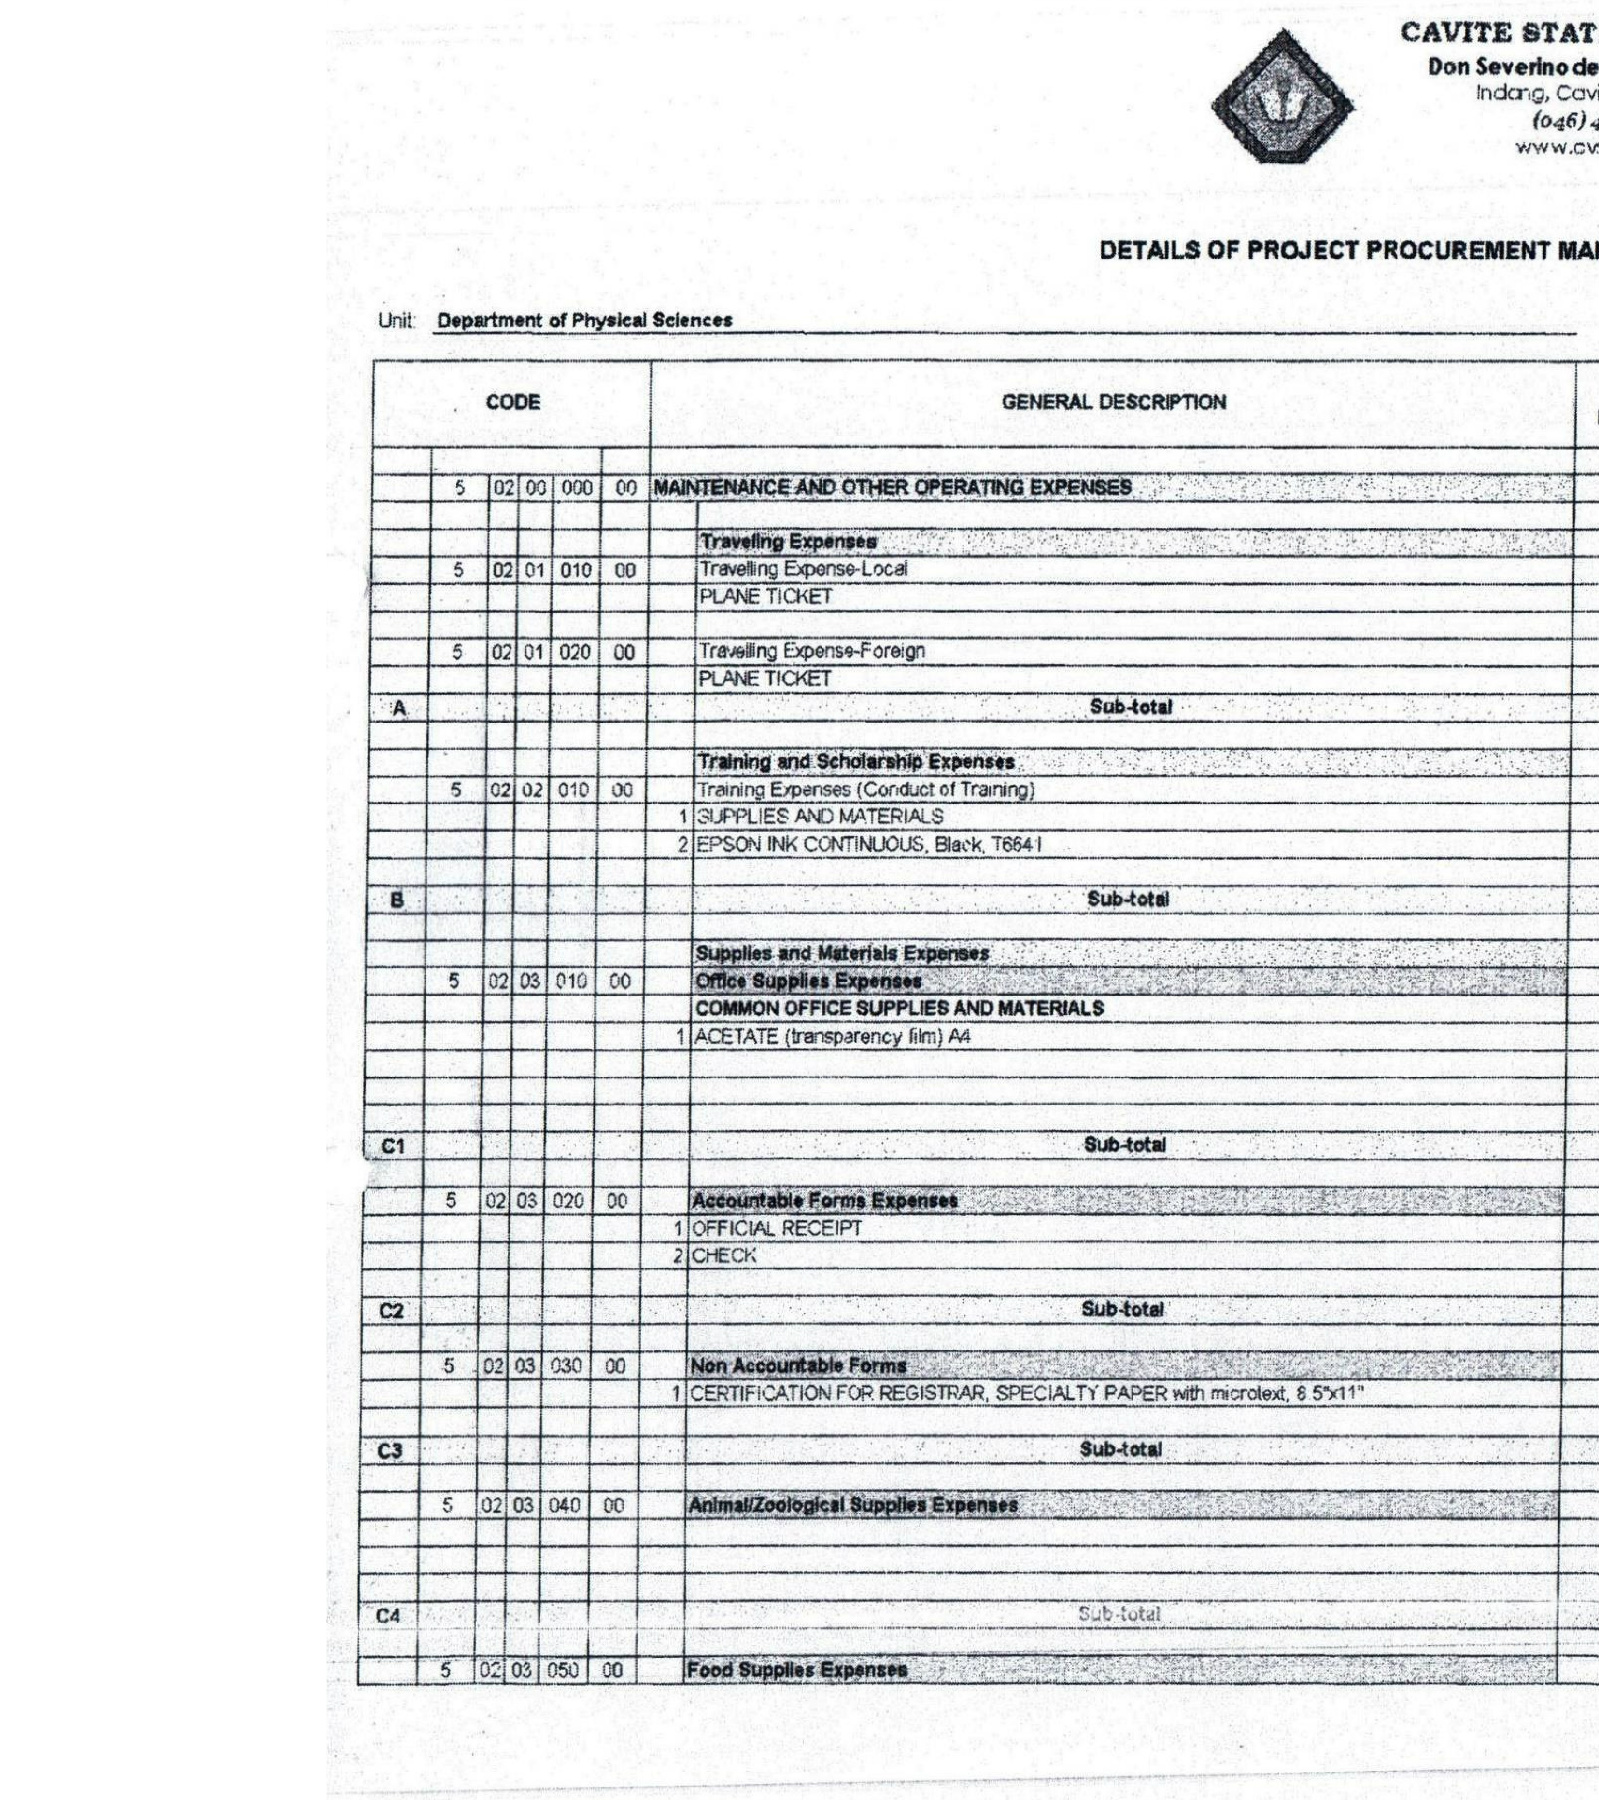 CAVITE STAT
Don Severino de
Indang, Cavi
(046) 4
www.cv
DETAILS OF PROJECT PROCUREMENT MA
Unit: Department of Physical Sciences
CODE GENERAL DESCRIPTION
5 02 00 000 00 MAINTENANCE AND OTHER OPERATING EXPENSES
Traveling Expenses
5 02 01 010 00 Travelling Expense-Local
PLANE TICKET
5 02 01 020 00 Travelling Expense-Foreign
PLANE TICKET
A Sub-total
Training and Scholarship Expenses
5 02 02 010 00 Training Expenses (Conduct of Training)
1 SUPPLIES AND MATERIALS
2 EPSON INK CONTINUOUS, Black, T6641
B Sub-total
Supplies and Materials Expenses
5 02 03 010 00 Office Supplies Expenses
COMMON OFFICE SUPPLIES AND MATERIALS
1 ACETATE (transparency film) A4
C1 Sub-total
5 02 03 020 00 Accountable Forms Expenses
1 OFFICIAL RECEIPT
2 CHECK
C2 Sub-total
5 02 03 030 00 Non Accountable Forms
1 CERTIFICATION FOR REGISTRAR, SPECIALTY PAPER with microtext, 8.5"x11"
C3 Sub-total
5 02 03 040 00 Animal/Zoological Supplies Expenses
C4 Sub-total
5 02 03 050 00 Food Supplies Expenses